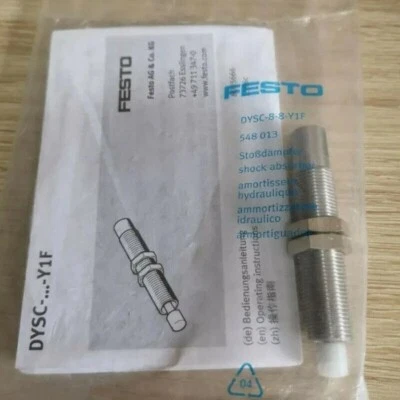 FESTO
Festo AG & Co. KG
Postfach
73726 Esslingen
+49 711 347-0
www.festo.com
DYSC-...-Y1F
(de) Bedienungsanleitung
(en) Operating instructions
(zh) 操作指南
FESTO
DYSC-8-8-Y1F
548 013
Stoßdämpfer
shock absorber
amortisseur
hydraulique
ammortizz
idraulico
amortiguador
04